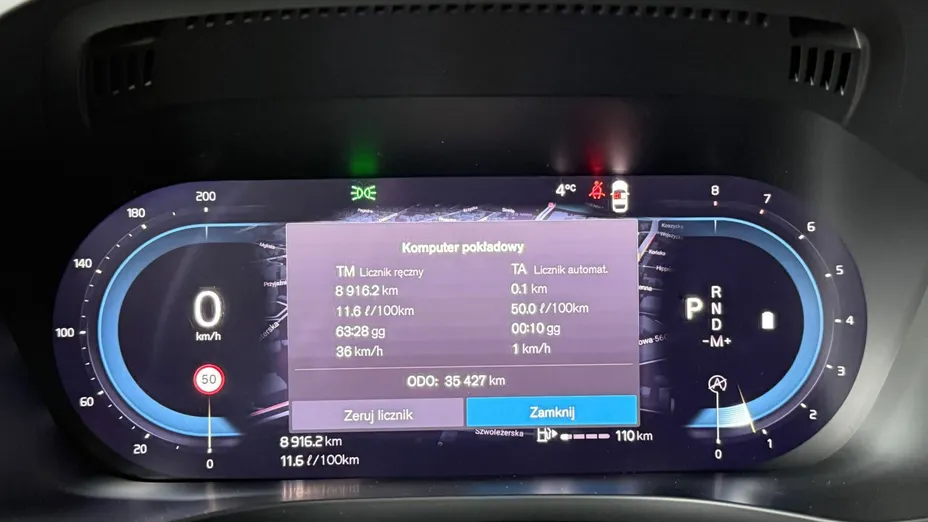 200
180
140
100
60
20
0
4°C
8
7
6
5
4
3
2
1
0
0
km/h
50
Komputer pokładowy
TM Licznik ręczny
8 916.2 km
11.6 ℓ/100km
63:28 gg
36 km/h
TA Licznik automat.
0.1 km
50.0 ℓ/100km
00:10 gg
1 km/h
ODO: 35 427 km
Zeruj licznik
Zamknij
P
R
N
D
-M+
A
Koszyko
Szwoleżerska
110 km
8 916.2 km
11.6 ℓ/100km